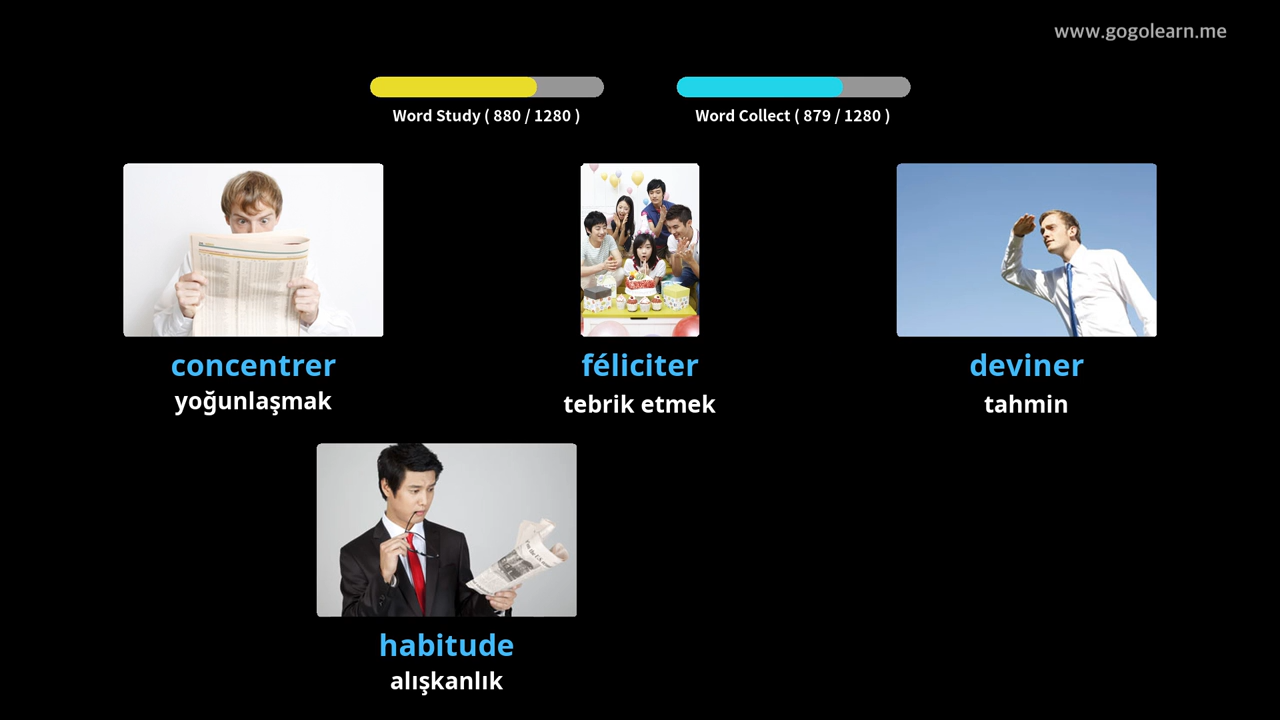 www.gogolearn.me
Word Study ( 880 / 1280 )
Word Collect ( 879 / 1280 )
concentrer
yoğunlaşmak
féliciter
tebrik etmek
deviner
tahmin
habitude
alışkanlık